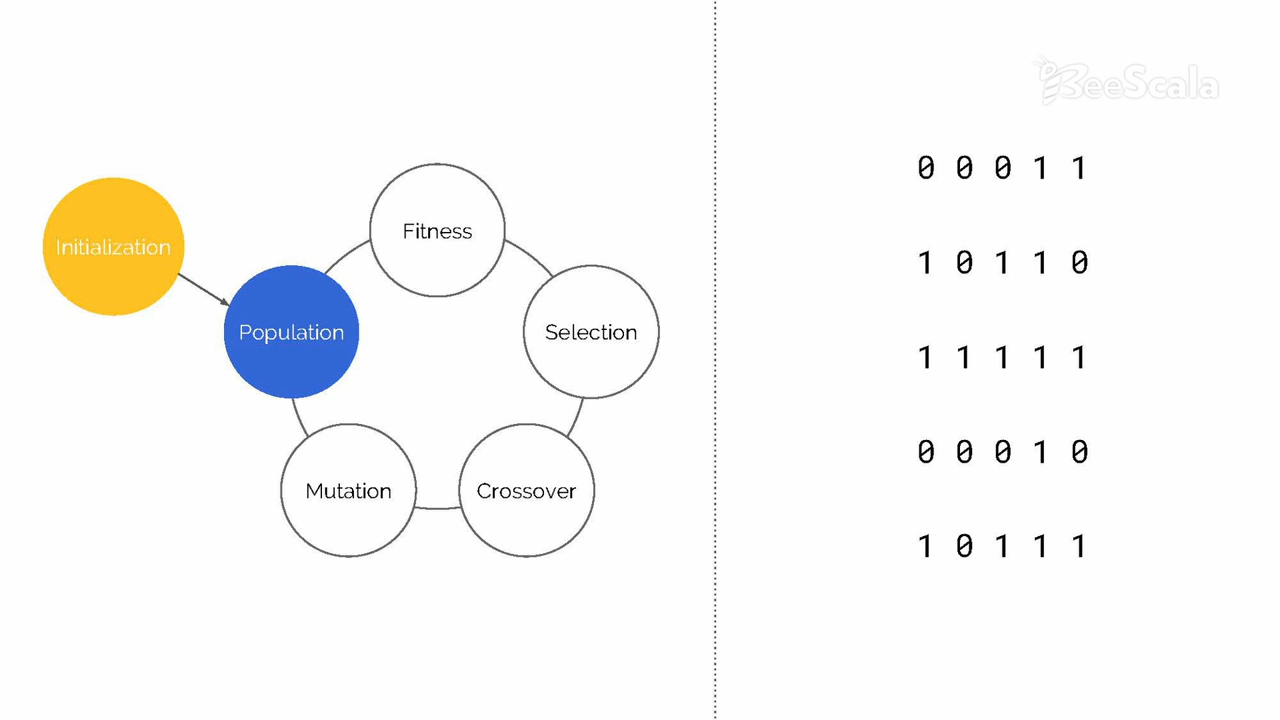 Initialization
Population
Fitness
Selection
Crossover
Mutation
BeeScala
0 0 0 1 1
1 0 1 1 0
1 1 1 1 1
0 0 0 1 0
1 0 1 1 1